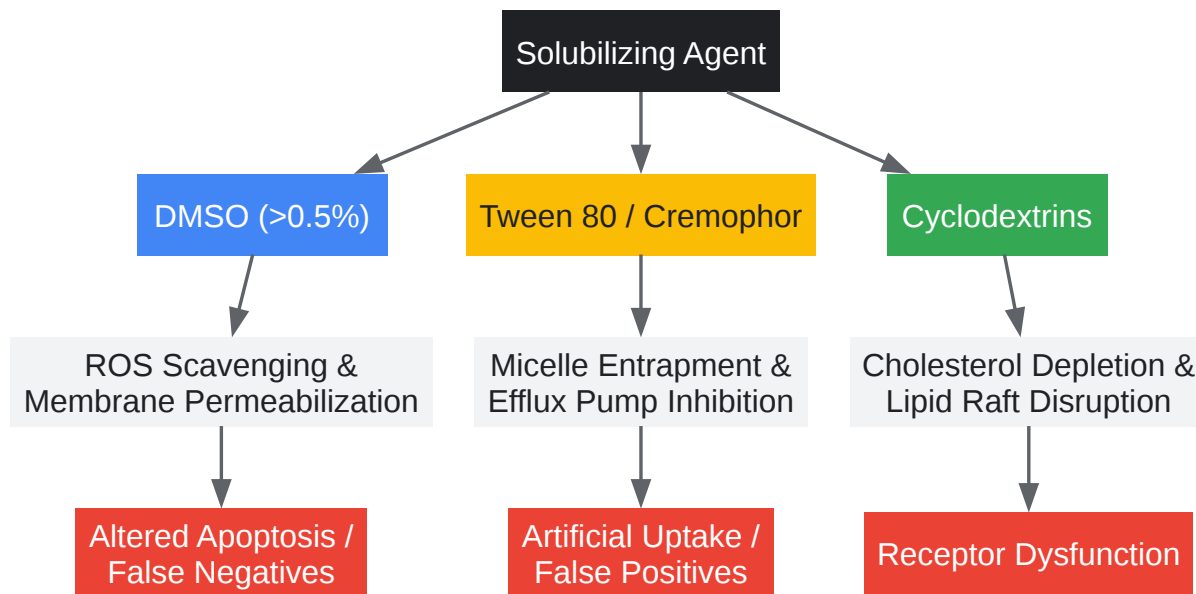 Solubilizing Agent
DMSO (>0.5%)
Tween 80 / Cremophor
Cyclodextrins
ROS Scavenging &
Membrane Permeabilization
Micelle Entrapment &
Efflux Pump Inhibition
Cholesterol Depletion &
Lipid Raft Disruption
Altered Apoptosis /
False Negatives
Artificial Uptake /
False Positives
Receptor Dysfunction